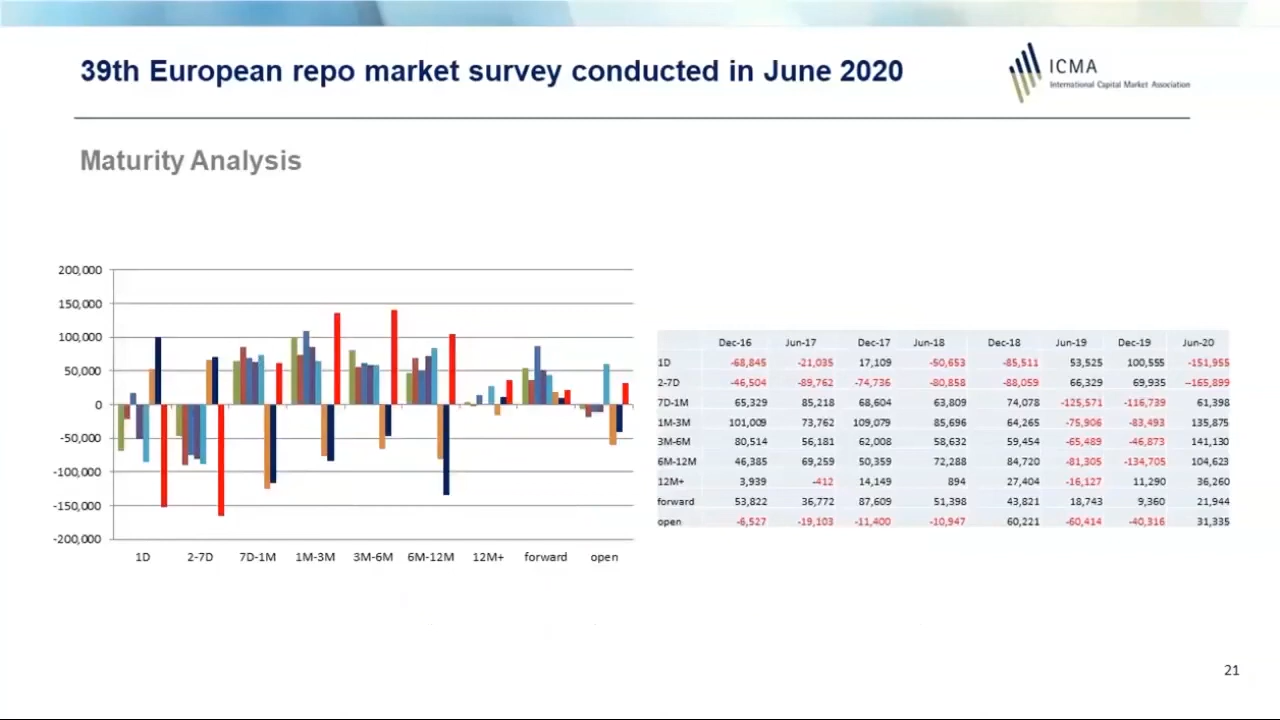 39th European repo market survey conducted in June 2020
ICMA
International Capital Market Association
Maturity Analysis
200,000
150,000
100,000
50,000
0
-50,000
-100,000
-150,000
-200,000
1D 2-7D 7D-1M 1M-3M 3M-6M 6M-12M 12M+ forward open
Dec-16 Jun-17 Dec-17 Jun-18 Dec-18 Jun-19 Dec-19 Jun-20
1D -68,845 -21,035 17,109 -50,653 -85,511 53,525 100,555 -151,955
2-7D -46,504 -89,762 -74,736 -80,858 -88,059 66,329 69,935 -165,899
7D-1M 65,329 85,218 68,604 63,809 74,078 -125,571 -116,739 61,398
1M-3M 101,009 73,762 109,079 85,696 64,265 -75,906 -83,493 135,875
3M-6M 80,514 56,181 62,008 58,632 59,454 -65,489 -46,873 141,130
6M-12M 46,385 69,259 50,359 72,288 84,720 -81,305 -134,705 104,623
12M+ 3,939 -412 14,149 894 27,404 -16,127 11,290 36,260
forward 53,822 36,772 87,609 51,398 43,821 18,743 9,360 21,944
open -6,527 -19,103 -11,400 -10,947 60,221 -60,414 -40,316 31,335
21